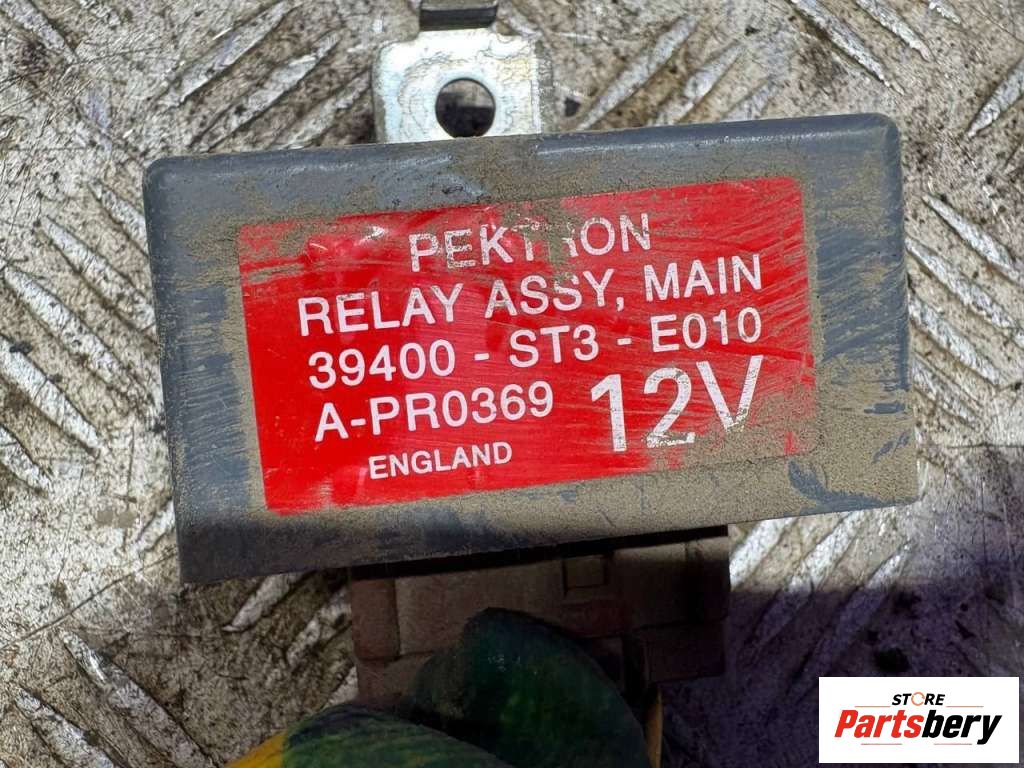 PEKTRON
RELAY ASSY, MAIN
39400 - ST3 - E010
A-PR0369 12V
ENGLAND
STORE
Partsbery